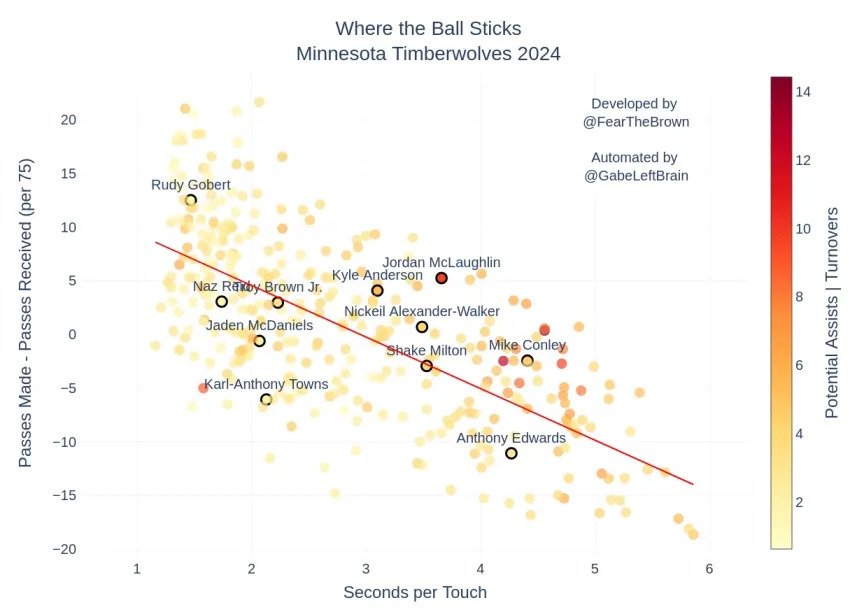 Where the Ball Sticks
Minnesota Timberwolves 2024
Developed by
@FearTheBrown
Automated by
@GabeLeftBrain
Passes Made - Passes Received (per 75)
20
15
10
5
0
−5
−10
−15
−20
Rudy Gobert
Jordan McLaughlin
Kyle Anderson
Naz Reid
Troy Brown Jr.
Nickeil Alexander-Walker
Jaden McDaniels
Mike Conley
Shake Milton
Karl-Anthony Towns
Anthony Edwards
1
2
3
4
5
6
Seconds per Touch
14
12
10
8
6
4
2
Potential Assists | Turnovers